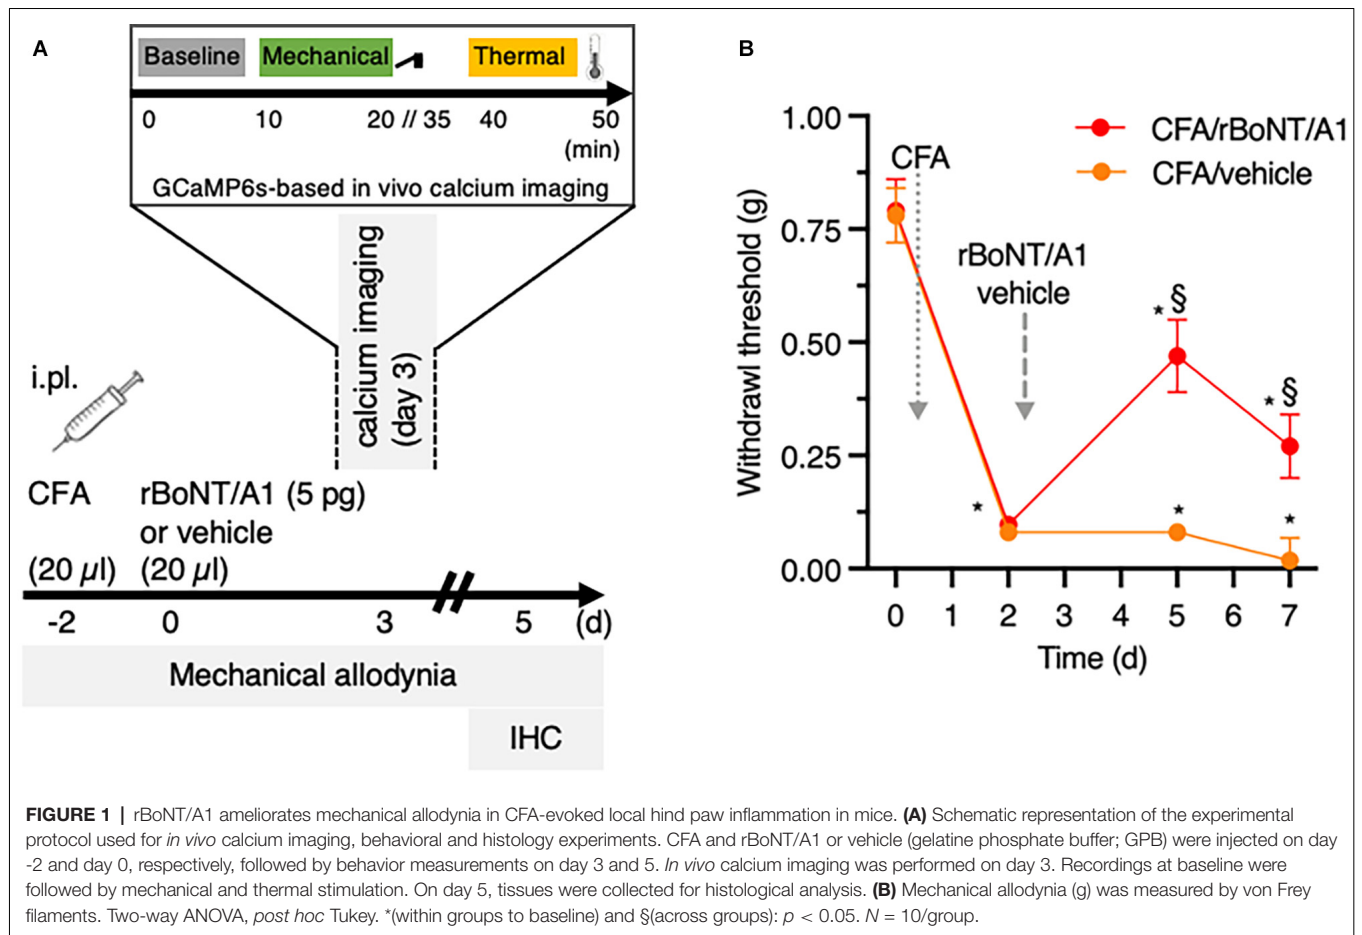 A
Baseline Mechanical Thermal
0 10 20 // 35 40 50
(min)
GCaMP6s-based in vivo calcium imaging
calcium imaging
(day 3)
i.pl.
CFA rBoNT/A1 (5 pg)
or vehicle
(20 µl) (20 µl)
-2 0 3 5 (d)
Mechanical allodynia
IHC
B
CFA/rBoNT/A1
CFA/vehicle
CFA
rBoNT/A1
vehicle
* §
* §
*
*
*
Withdrawl threshold (g)
1.00
0.75
0.50
0.25
0.00
0 1 2 3 4 5 6 7
Time (d)
FIGURE 1 | rBoNT/A1 ameliorates mechanical allodynia in CFA-evoked local hind paw inflammation in mice. (A) Schematic representation of the experimental
protocol used for in vivo calcium imaging, behavioral and histology experiments. CFA and rBoNT/A1 or vehicle (gelatine phosphate buffer; GPB) were injected on day
-2 and day 0, respectively, followed by behavior measurements on day 3 and 5. In vivo calcium imaging was performed on day 3. Recordings at baseline were
followed by mechanical and thermal stimulation. On day 5, tissues were collected for histological analysis. (B) Mechanical allodynia (g) was measured by von Frey
filaments. Two-way ANOVA, post hoc Tukey. *(within groups to baseline) and §(across groups): p < 0.05. N = 10/group.